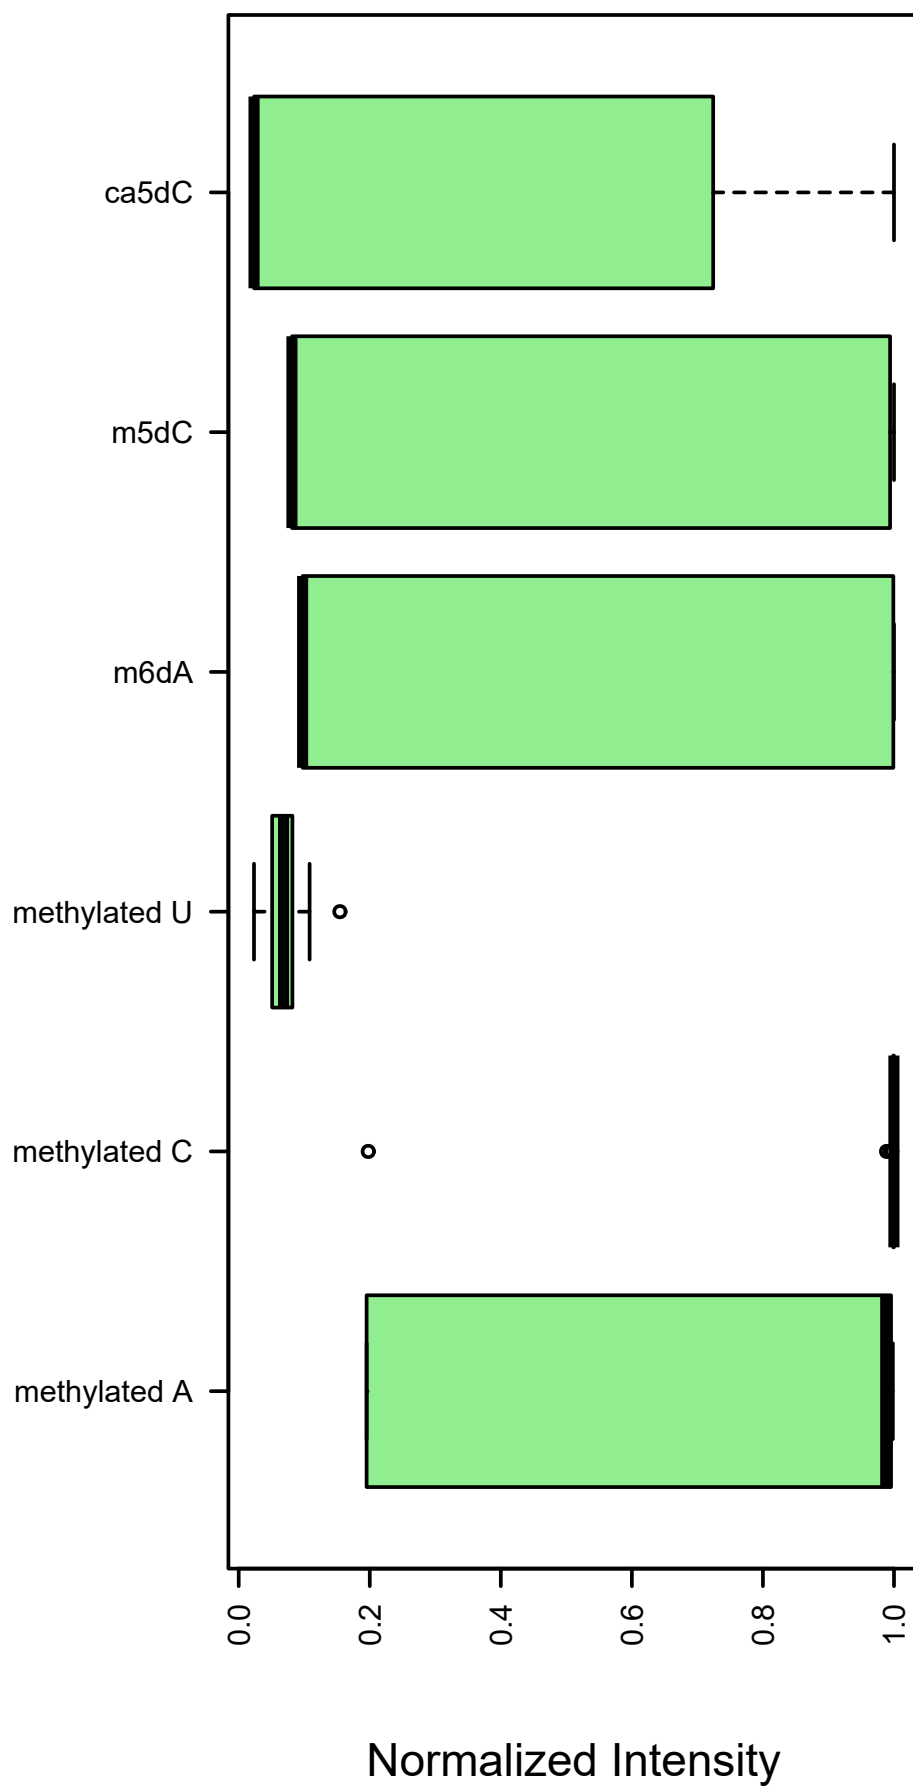 ca5dC
m5dC
m6dA
methylated U
methylated C
methylated A
0.0 0.2 0.4 0.6 0.8 1.0
Normalized Intensity